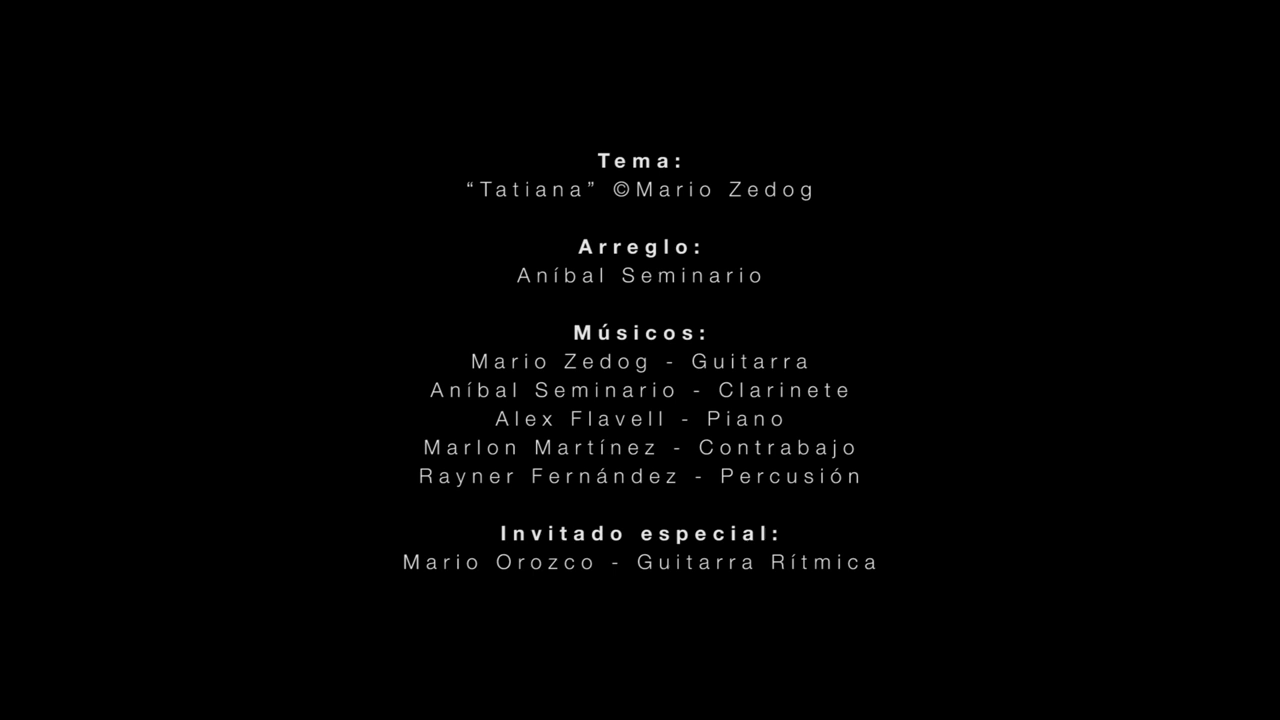 Tema:
“Tatiana” ©Mario Zedog
Arreglo:
Aníbal Seminario
Músicos:
Mario Zedog - Guitarra
Aníbal Seminario - Clarinete
Alex Flavell - Piano
Marlon Martínez - Contrabajo
Rayner Fernández - Percusión
Invitado especial:
Mario Orozco - Guitarra Rítmica